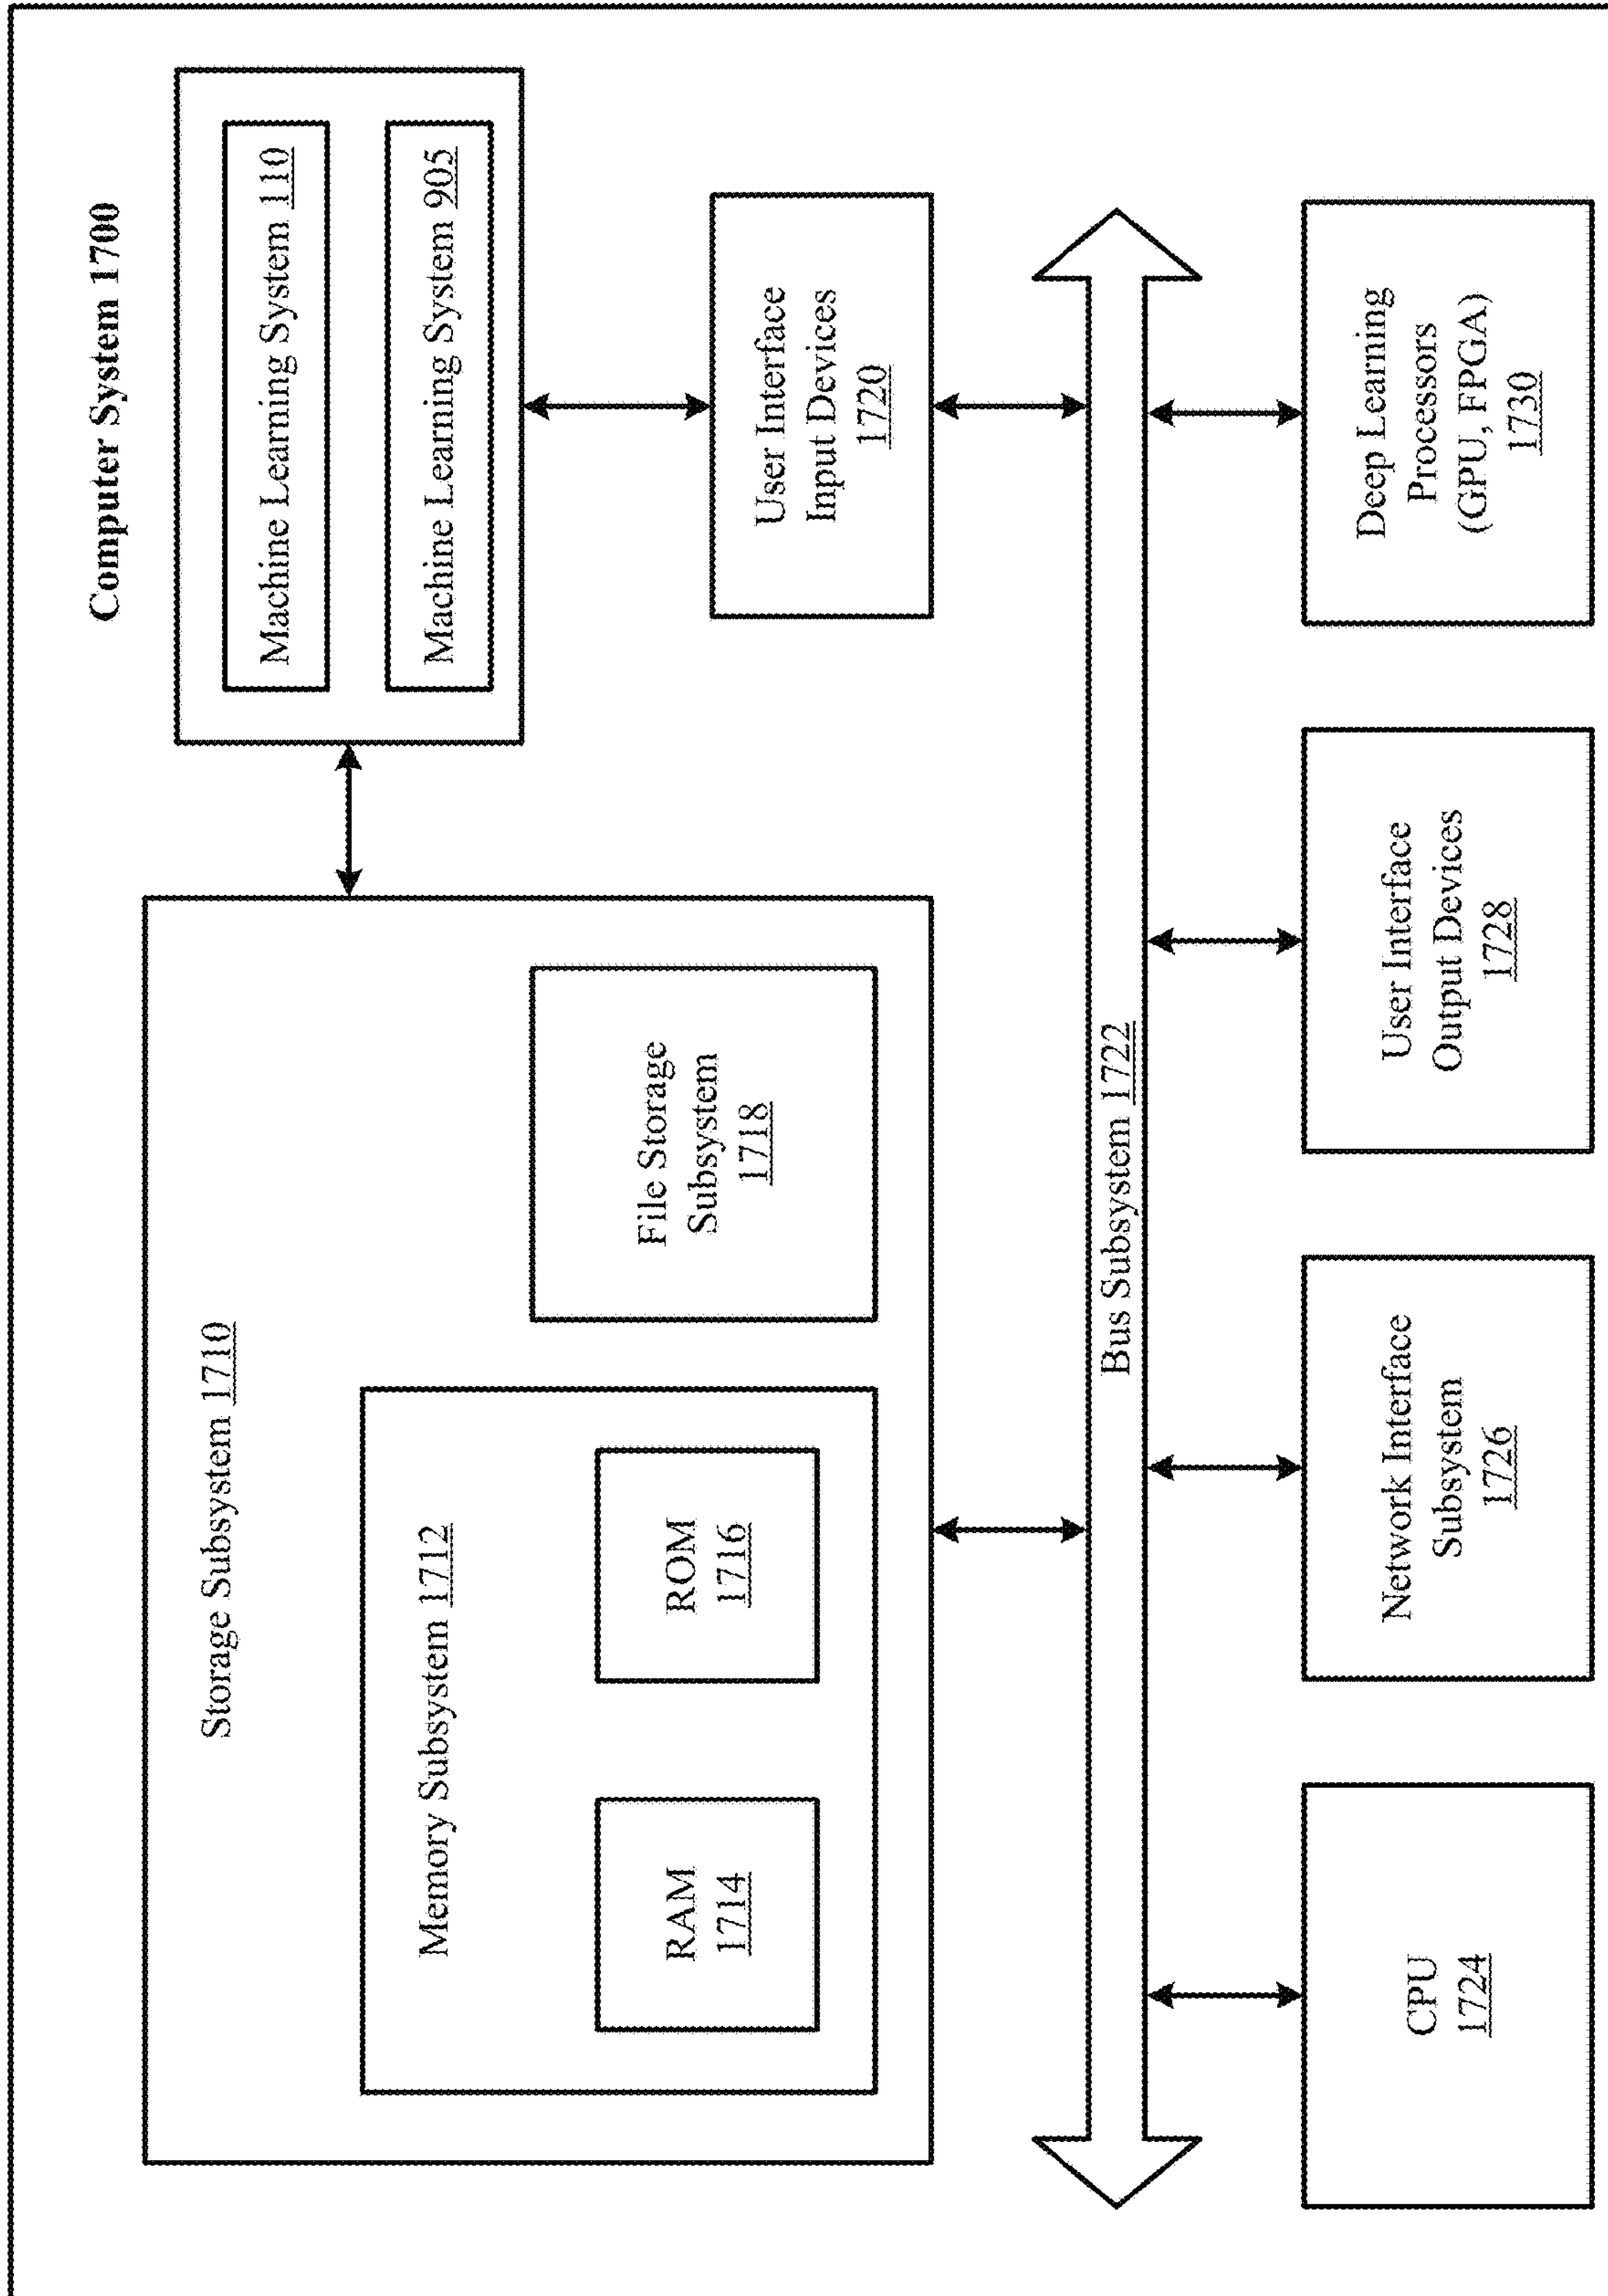 Computer System 1700
Storage Subsystem 1710
Memory Subsystem 1712
RAM
1714
ROM
1716
File Storage
Subsystem
1718
Machine Learning System 110
Machine Learning System 905
User Interface
Input Devices
1720
Bus Subsystem 1722
CPU
1724
Network Interface
Subsystem
1726
User Interface
Output Devices
1728
Deep Learning
Processors
(GPU, FPGA)
1730